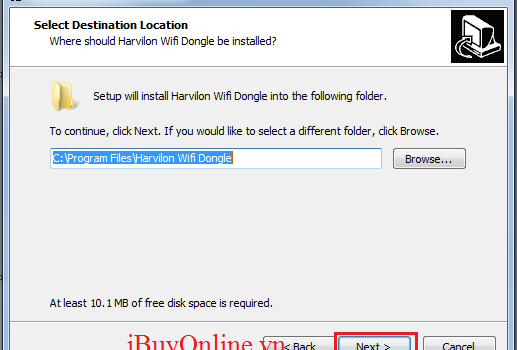 Select Destination Location
Where should Harvilon Wifi Dongle be installed?
Setup will install Harvilon Wifi Dongle into the following folder.
To continue, click Next. If you would like to select a different folder, click Browse.
C:\Program Files\Harvilon Wifi Dongle
Browse...
At least 10.1 MB of free disk space is required.
iBuyOnline.vn
< Back
Next >
Cancel